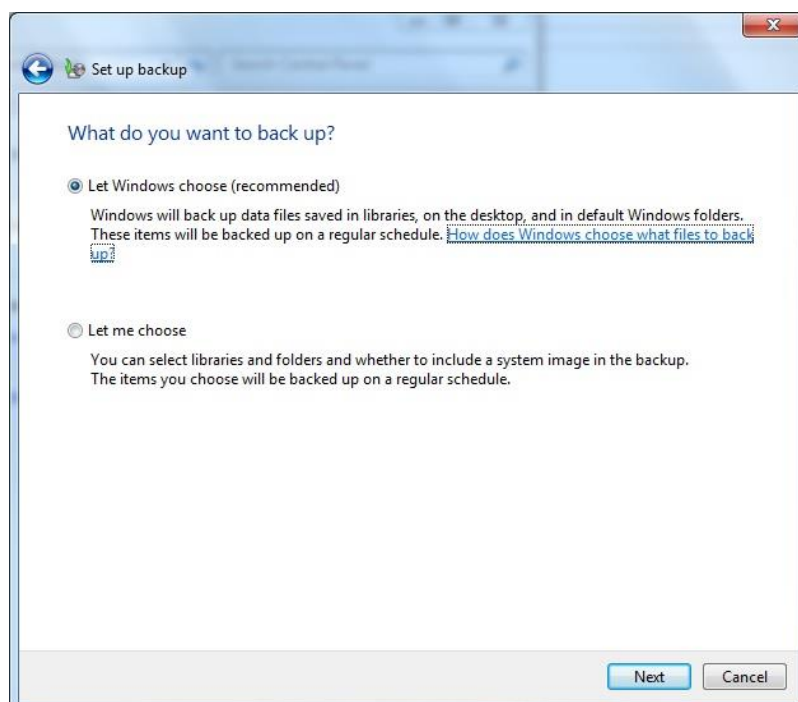 Set up backup
What do you want to back up?
Let Windows choose (recommended)
Windows will back up data files saved in libraries, on the desktop, and in default Windows folders.
These items will be backed up on a regular schedule. How does Windows choose what files to back
up?
Let me choose
You can select libraries and folders and whether to include a system image in the backup.
The items you choose will be backed up on a regular schedule.
Next Cancel